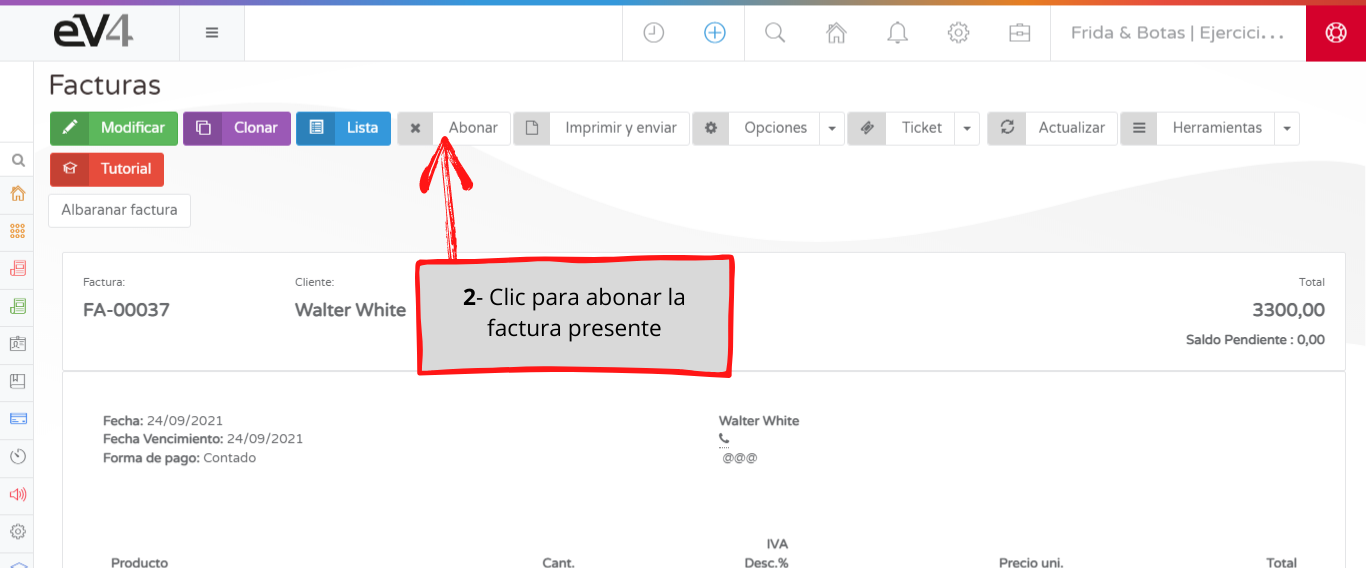 eV4
Frida & Botas | Ejercici...
Facturas
Modificar
Clonar
Lista
Abonar
Imprimir y enviar
Opciones
Ticket
Actualizar
Herramientas
Tutorial
Albaranar factura
Factura:
FA-00037
Cliente:
Walter White
2- Clic para abonar la
factura presente
Total
3300,00
Saldo Pendiente : 0,00
Fecha: 24/09/2021
Fecha Vencimiento: 24/09/2021
Forma de pago: Contado
Walter White
@@@
Producto
Cant.
IVA
Desc.%
Precio uni.
Total